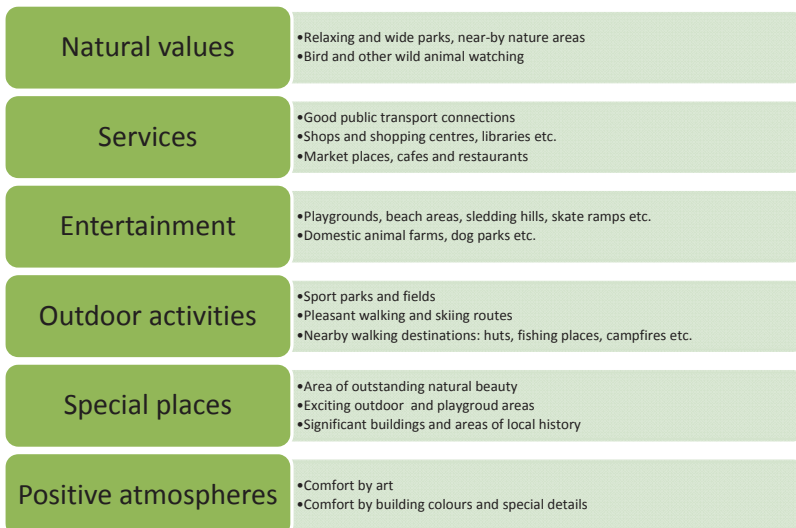 Natural values
•Relaxing and wide parks, near-by nature areas
•Bird and other wild animal watching
Services
•Good public transport connections
•Shops and shopping centres, libraries etc.
•Market places, cafes and restaurants
Entertainment
•Playgrounds, beach areas, sledding hills, skate ramps etc.
•Domestic animal farms, dog parks etc.
Outdoor activities
•Sport parks and fields
•Pleasant walking and skiing routes
•Nearby walking destinations: huts, fishing places, campfires etc.
Special places
•Area of outstanding natural beauty
•Exciting outdoor and playgroud areas
•Significant buildings and areas of local history
Positive atmospheres
•Comfort by art
•Comfort by building colours and special details